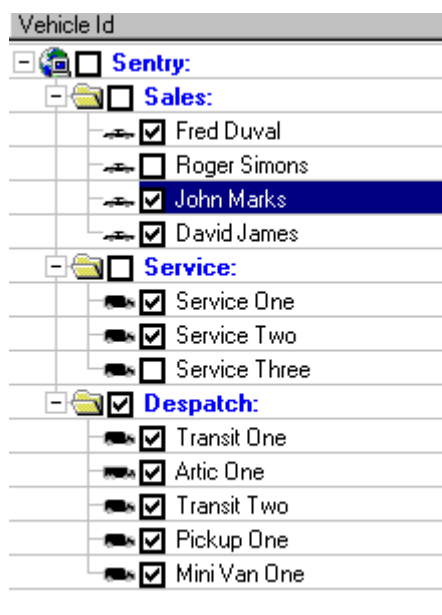 Vehicle Id
Sentry:
Sales:
Fred Duval
Roger Simons
John Marks
David James
Service:
Service One
Service Two
Service Three
Despatch:
Transit One
Artic One
Transit Two
Pickup One
Mini Van One